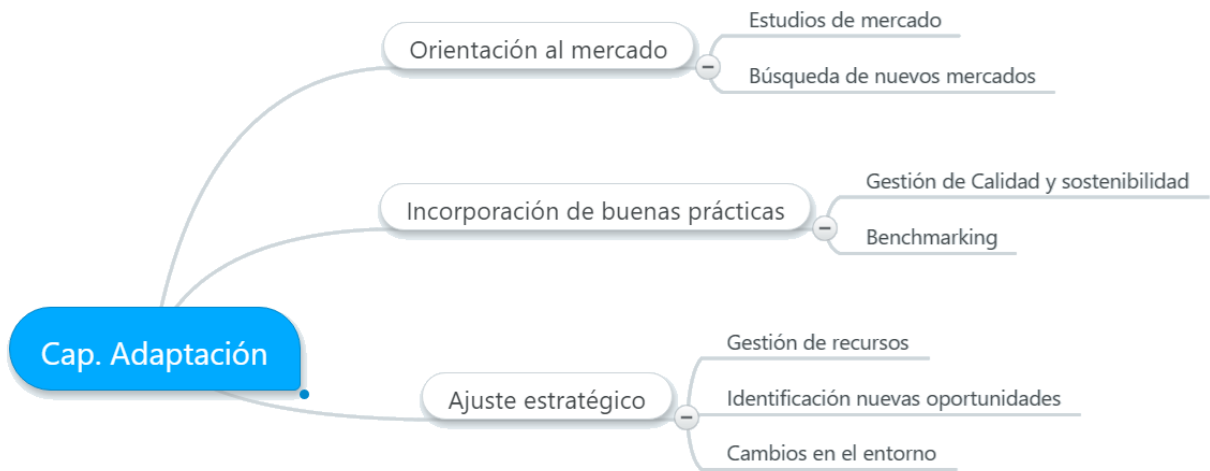 Orientación al mercado
Estudios de mercado
Búsqueda de nuevos mercados
Incorporación de buenas prácticas
Gestión de Calidad y sostenibilidad
Benchmarking
Cap. Adaptación
Ajuste estratégico
Gestión de recursos
Identificación nuevas oportunidades
Cambios en el entorno